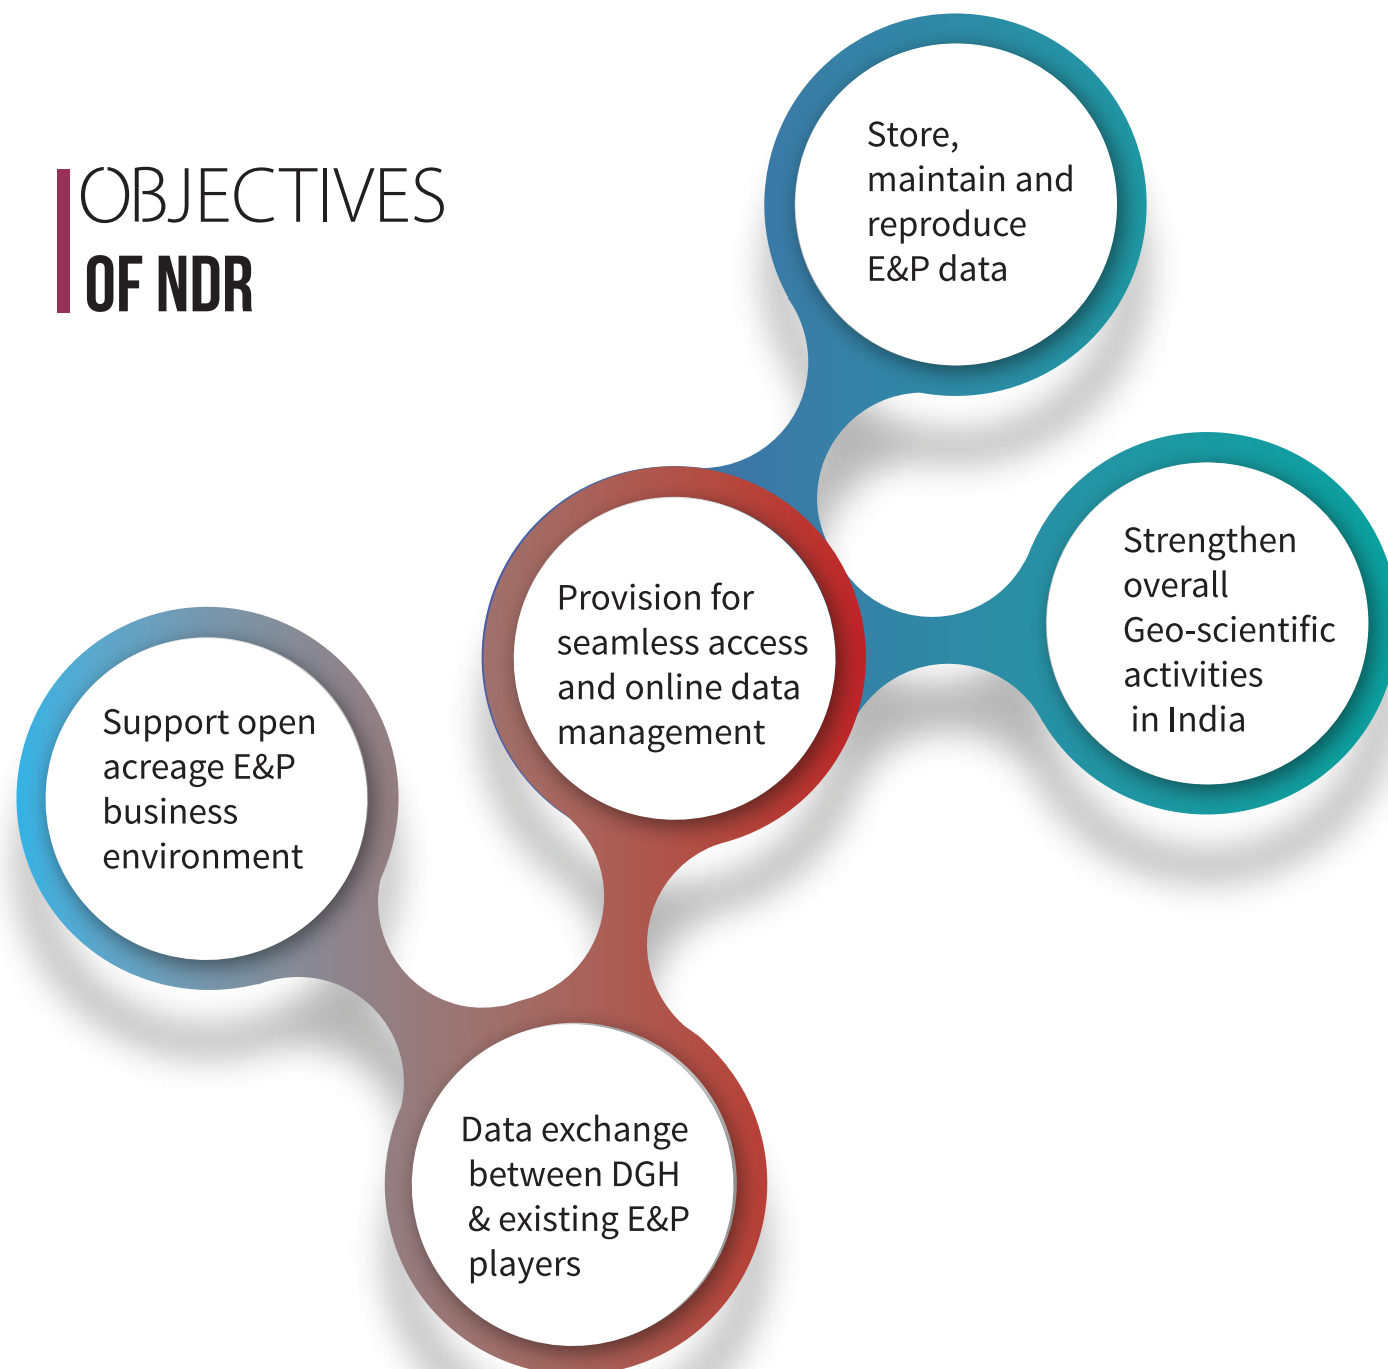 OBJECTIVES
OF NDR
Store,
maintain and
reproduce
E&P data
Strengthen
overall
Geo-scientific
activities
in India
Provision for
seamless access
and online data
management
Support open
acreage E&P
business
environment
Data exchange
between DGH
& existing E&P
players